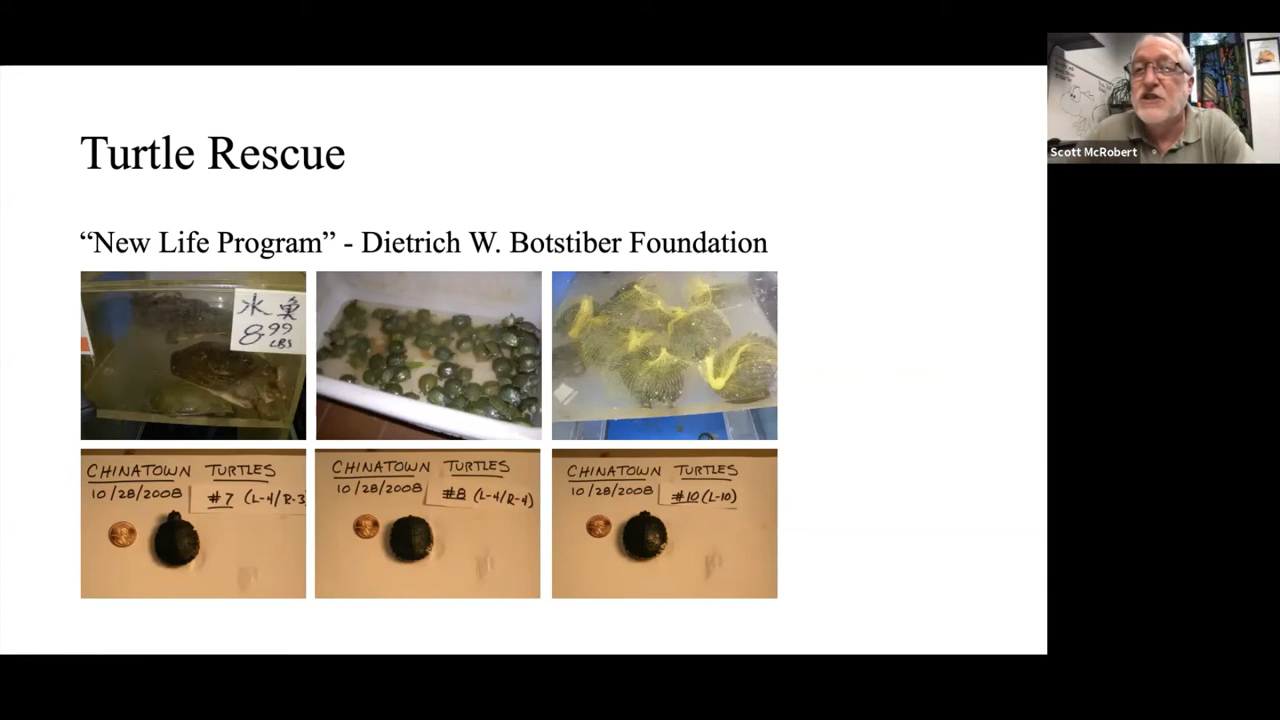 Turtle Rescue
“New Life Program” - Dietrich W. Botstiber Foundation
水 魚
8.99
LBS
CHINATOWN TURTLES
10/28/2008
#7 (L-4/R-3
CHINATOWN TURTLES
10/28/2008
#8 (L-4/R-4)
CHINATOWN TURTLES
10/28/2008
#10 (L-10)
Scott McRobert